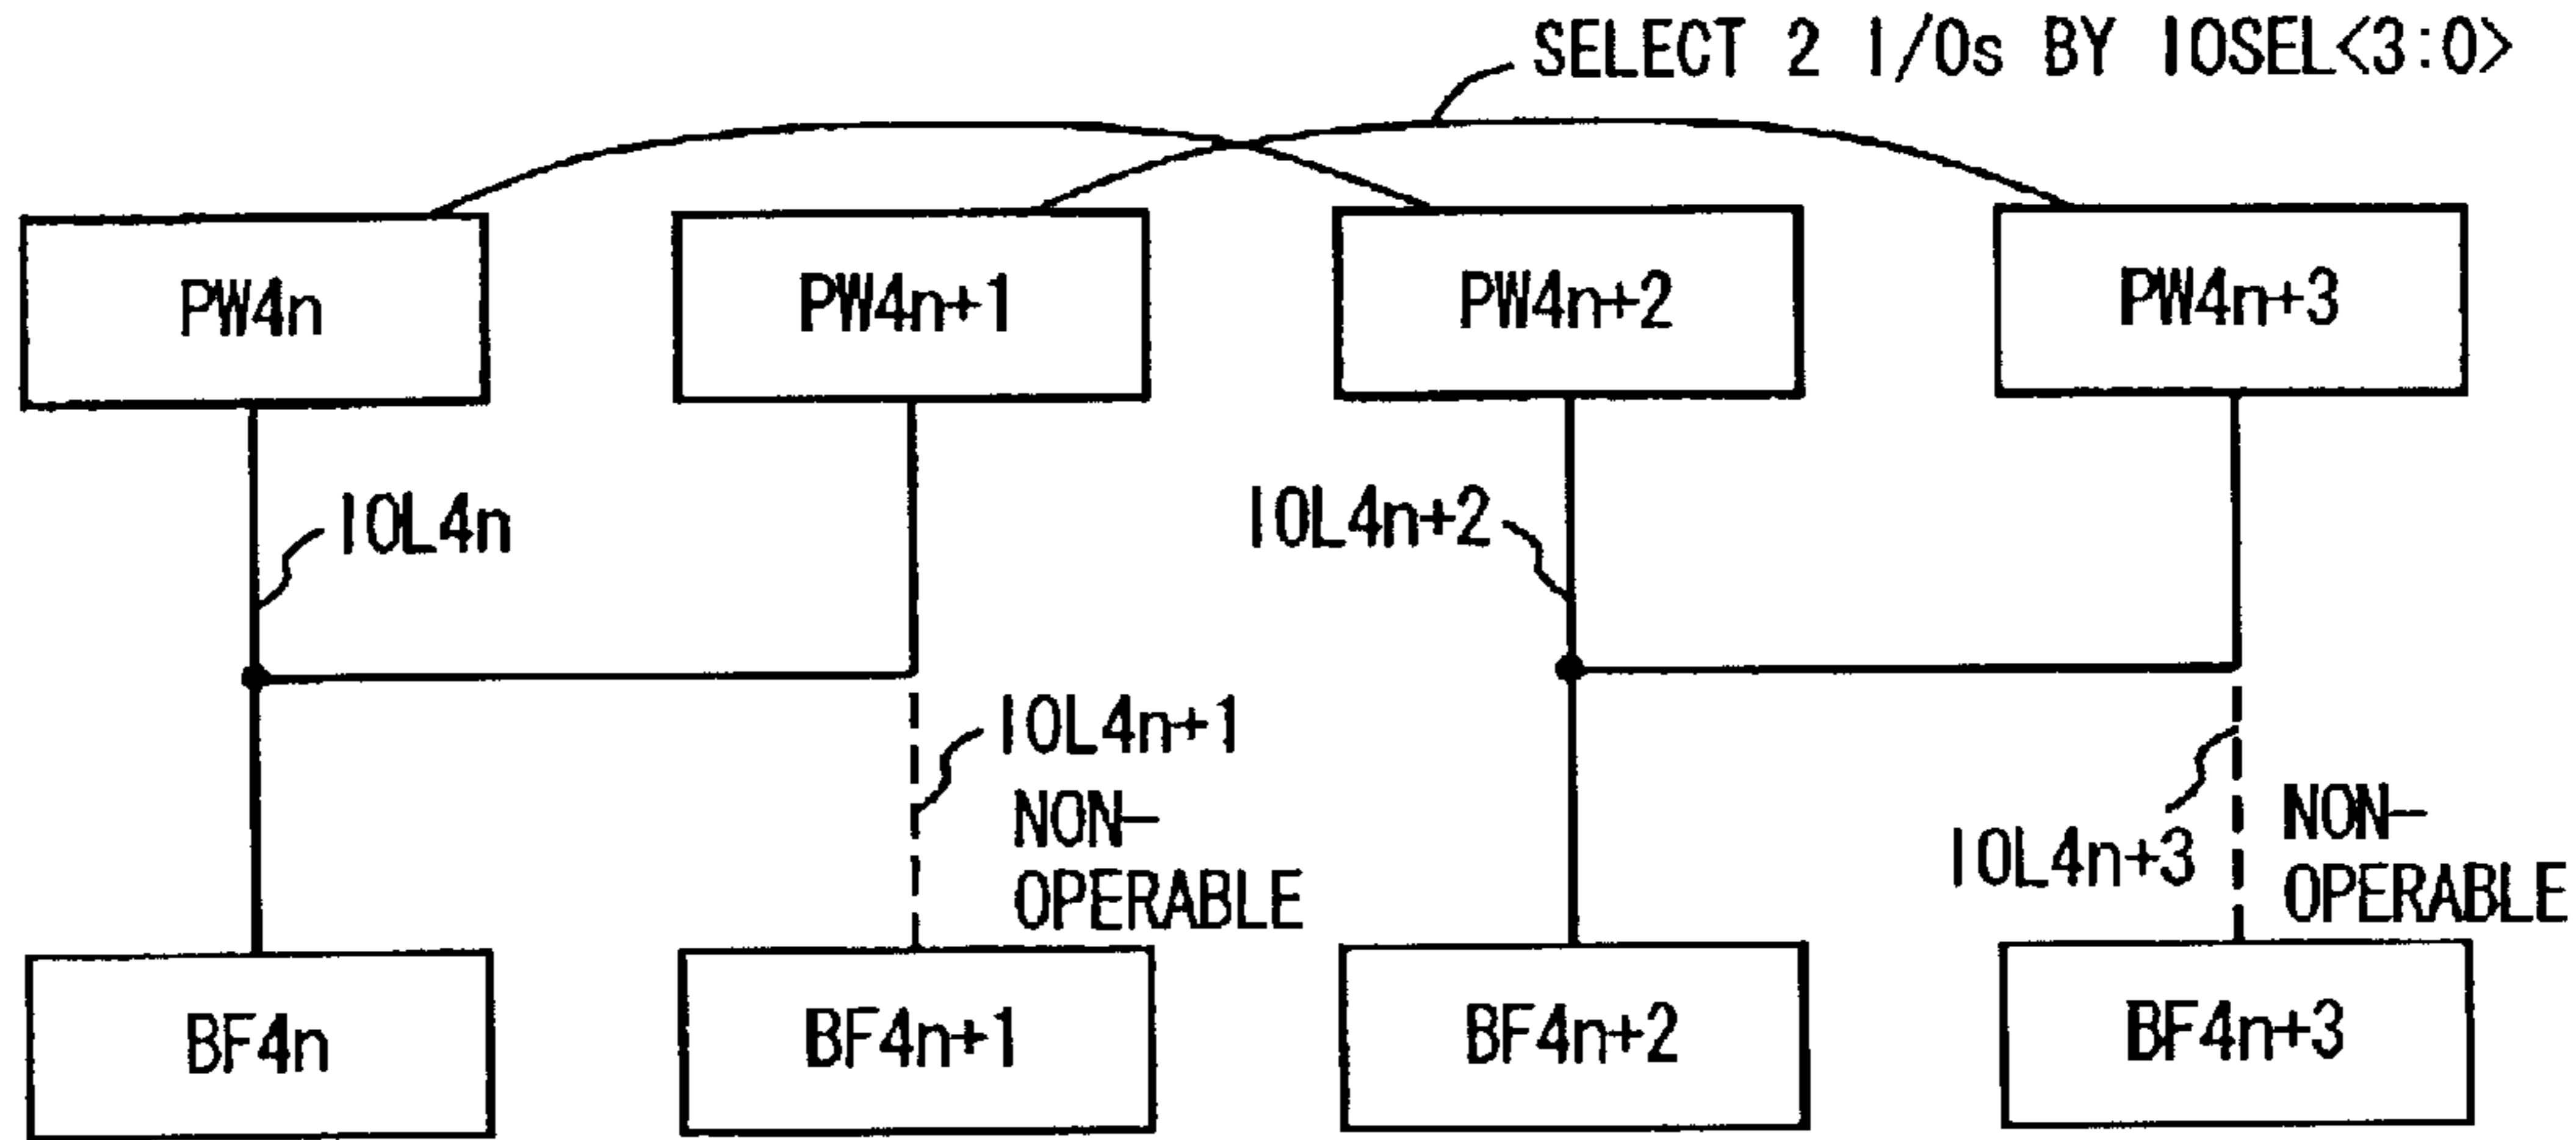 SELECT 2 I/Os BY IOSEL<3:0>
PW4n
PW4n+1
PW4n+2
PW4n+3
IOL4n
IOL4n+2
IOL4n+1
NON-
OPERABLE
IOL4n+3
NON-
OPERABLE
BF4n
BF4n+1
BF4n+2
BF4n+3